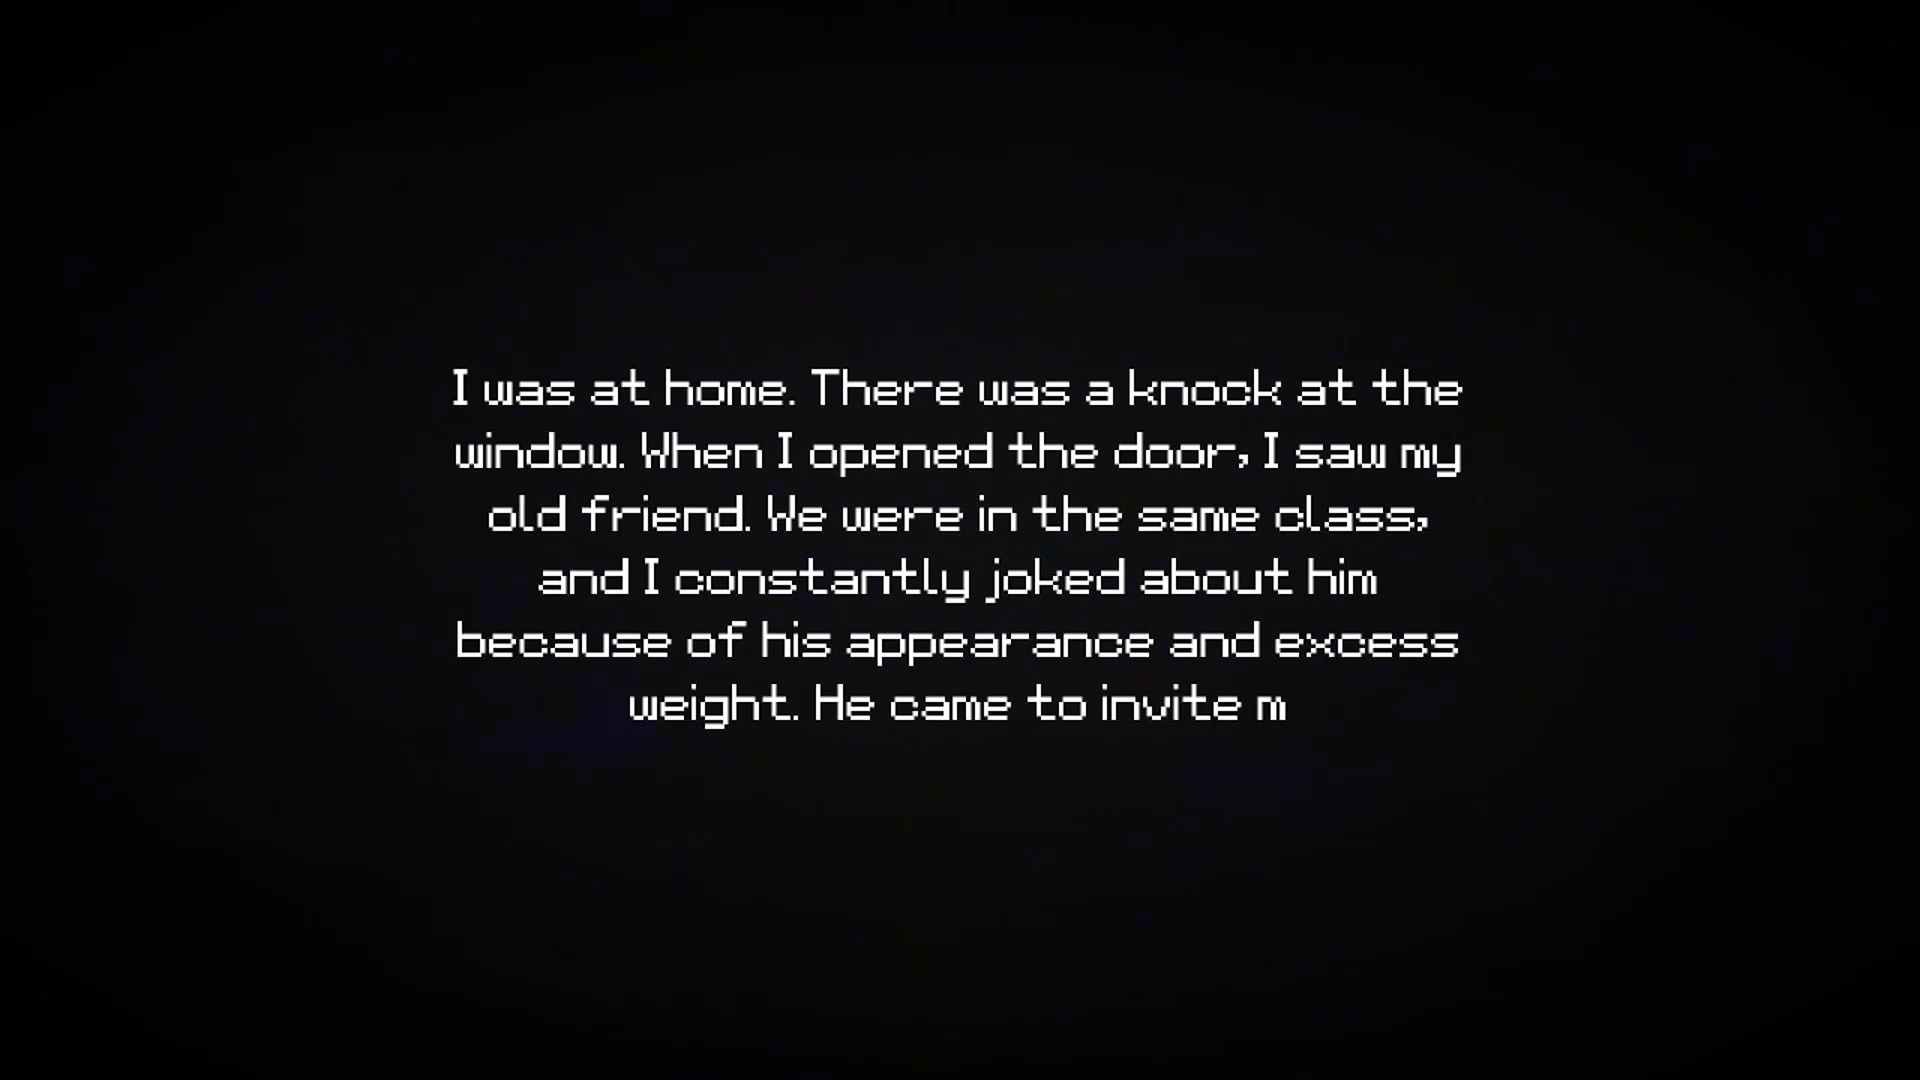 I was at home. There was a knock at the
window. When I opened the door, I saw my
old friend. We were in the same class,
and I constantly joked about him
because of his appearance and excess
weight. He came to invite m